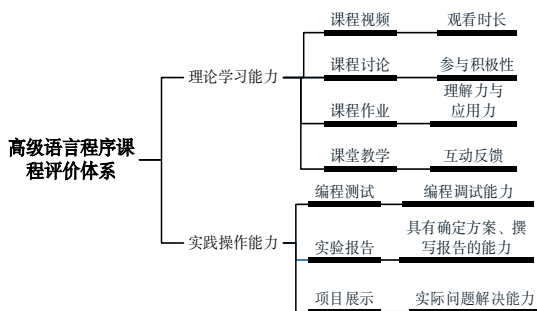 高级语言程序课
程评价体系
理论学习能力
课程视频
观看时长
课程讨论
参与积极性
课程作业
理解力与
应用力
课堂教学
互动反馈
实践操作能力
编程测试
编程调试能力
实验报告
具有确定方案、撰
写报告的能力
项目展示
实际问题解决能力